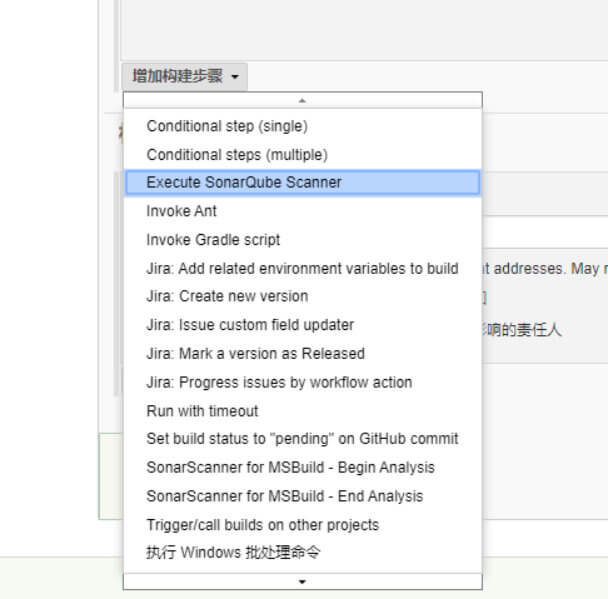 增加构建步骤
Conditional step (single)
Conditional steps (multiple)
Execute SonarQube Scanner
Invoke Ant
Invoke Gradle script
Jira: Add related environment variables to build
addresses. May
Jira: Create new version
Jira: Issue custom field updater
响的责任人
Jira: Mark a version as Released
Jira: Progress issues by workflow action
Run with timeout
Set build status to "pending" on GitHub commit
SonarScanner for MSBuild - Begin Analysis
SonarScanner for MSBuild - End Analysis
Trigger/call builds on other projects
执行 Windows 批处理命令